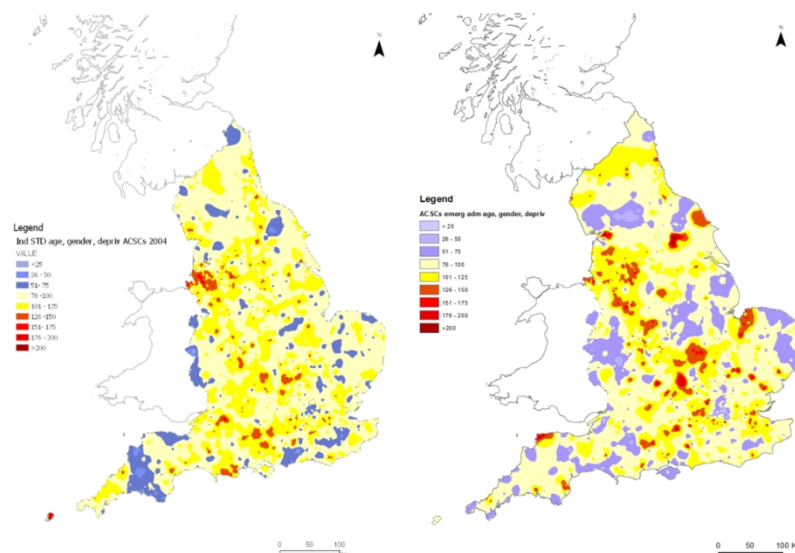 N
Legend
Ind STD age, gender, depriv ACSCs 2004
VALUE
<25
26 - 50
51- 75
76 -100
101 - 125
126 -150
151- 175
176 - 200
>200
0 50 100
N
Legend
ACSCs emerg adm age, gender, depriv
< 25
26 - 50
51 - 75
76 - 100
101 - 125
126 - 150
151 - 175
176 - 200
>200
0 50 100 K